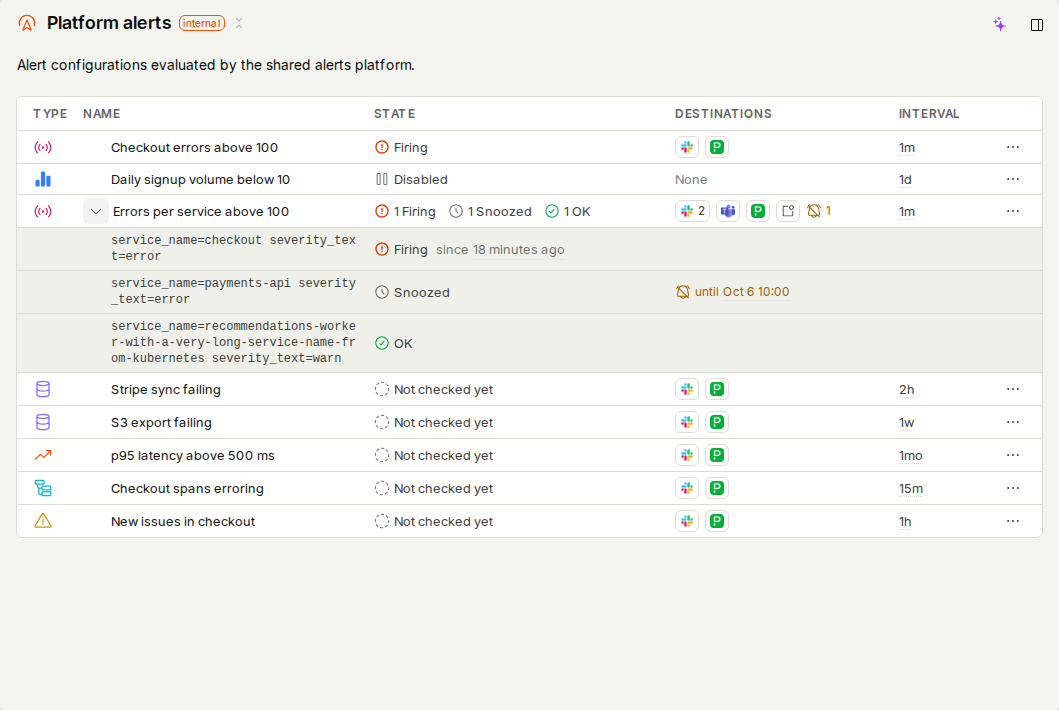 Platform alerts internal
Alert configurations evaluated by the shared alerts platform.
TYPE NAME STATE DESTINATIONS INTERVAL
Checkout errors above 100 Firing 1m
Daily signup volume below 10 Disabled None 1d
Errors per service above 100 1 Firing 1 Snoozed 1 OK 2 1 1m
service_name=checkout severity_tex
t=error
Firing since 18 minutes ago
service_name=payments-api severity
_text=error
Snoozed until Oct 6 10:00
service_name=recommendations-worke
r-with-a-very-long-service-name-fr
om-kubernetes severity_text=warn
OK
Stripe sync failing Not checked yet 2h
S3 export failing Not checked yet 1w
p95 latency above 500 ms Not checked yet 1mo
Checkout spans erroring Not checked yet 15m
New issues in checkout Not checked yet 1h